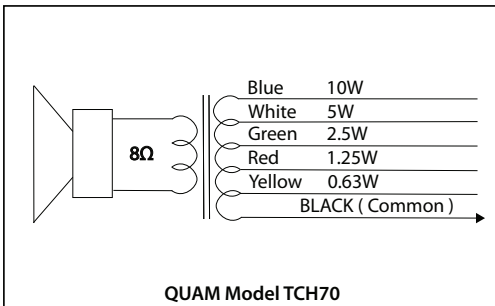 Blue 10W
White 5W
Green 2.5W
8Ω
Red 1.25W
Yellow 0.63W
BLACK ( Common )
QUAM Model TCH70